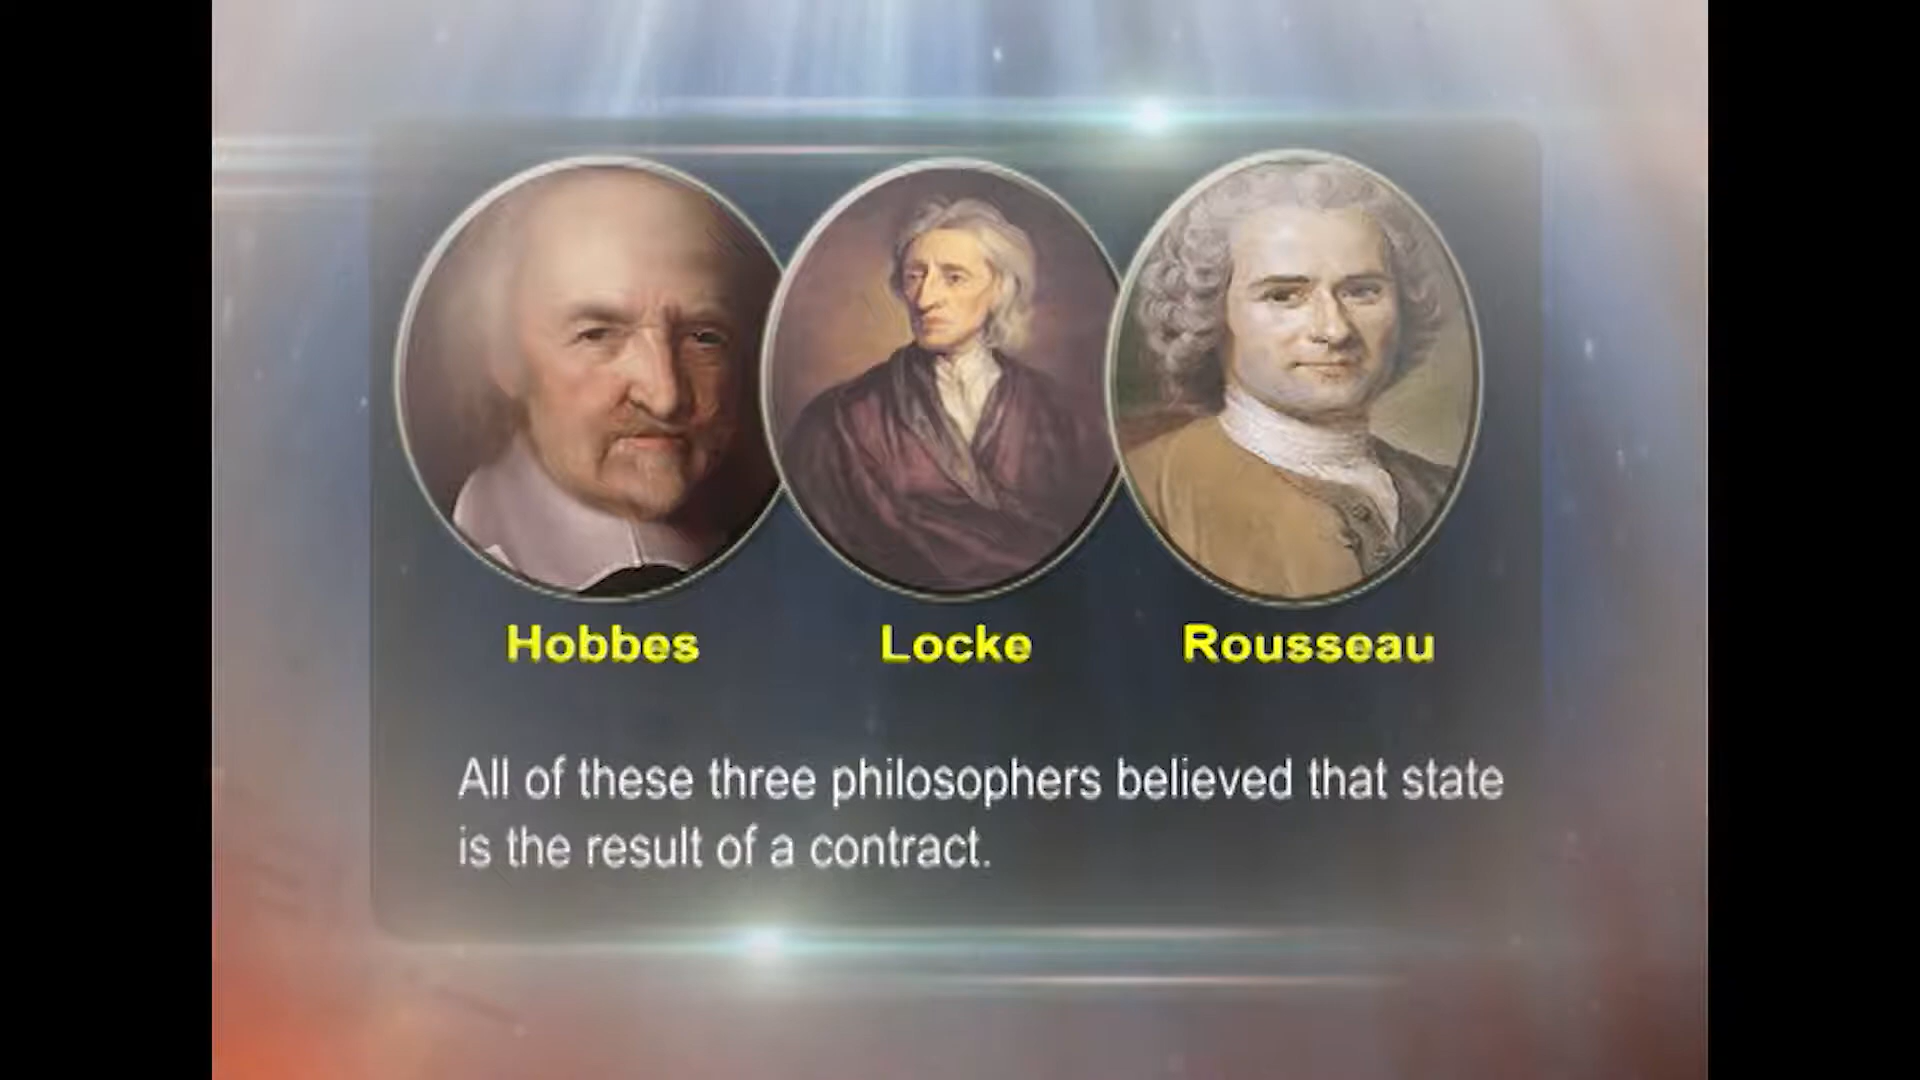 Hobbes Locke Rousseau
All of these three philosophers believed that state
is the result of a contract.